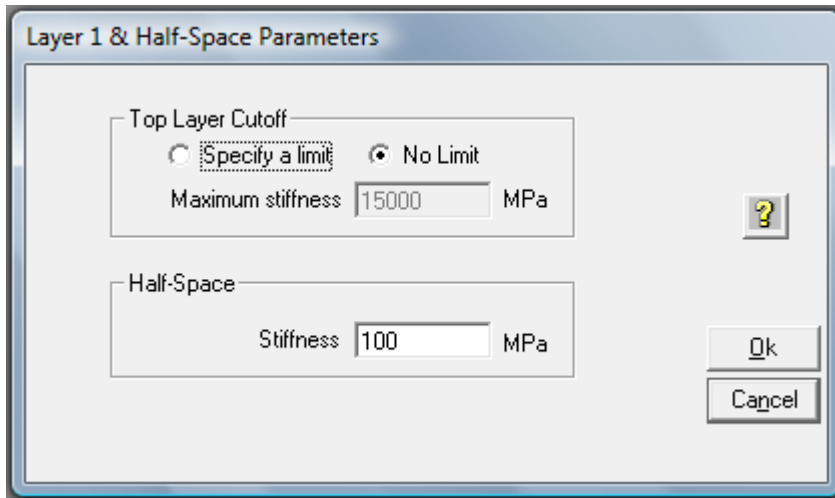 Layer 1 & Half-Space Parameters
Top Layer Cutoff
Specify a limit No Limit
Maximum stiffness 15000 MPa
?
Half-Space
Stiffness 100 MPa
Ok
Cancel